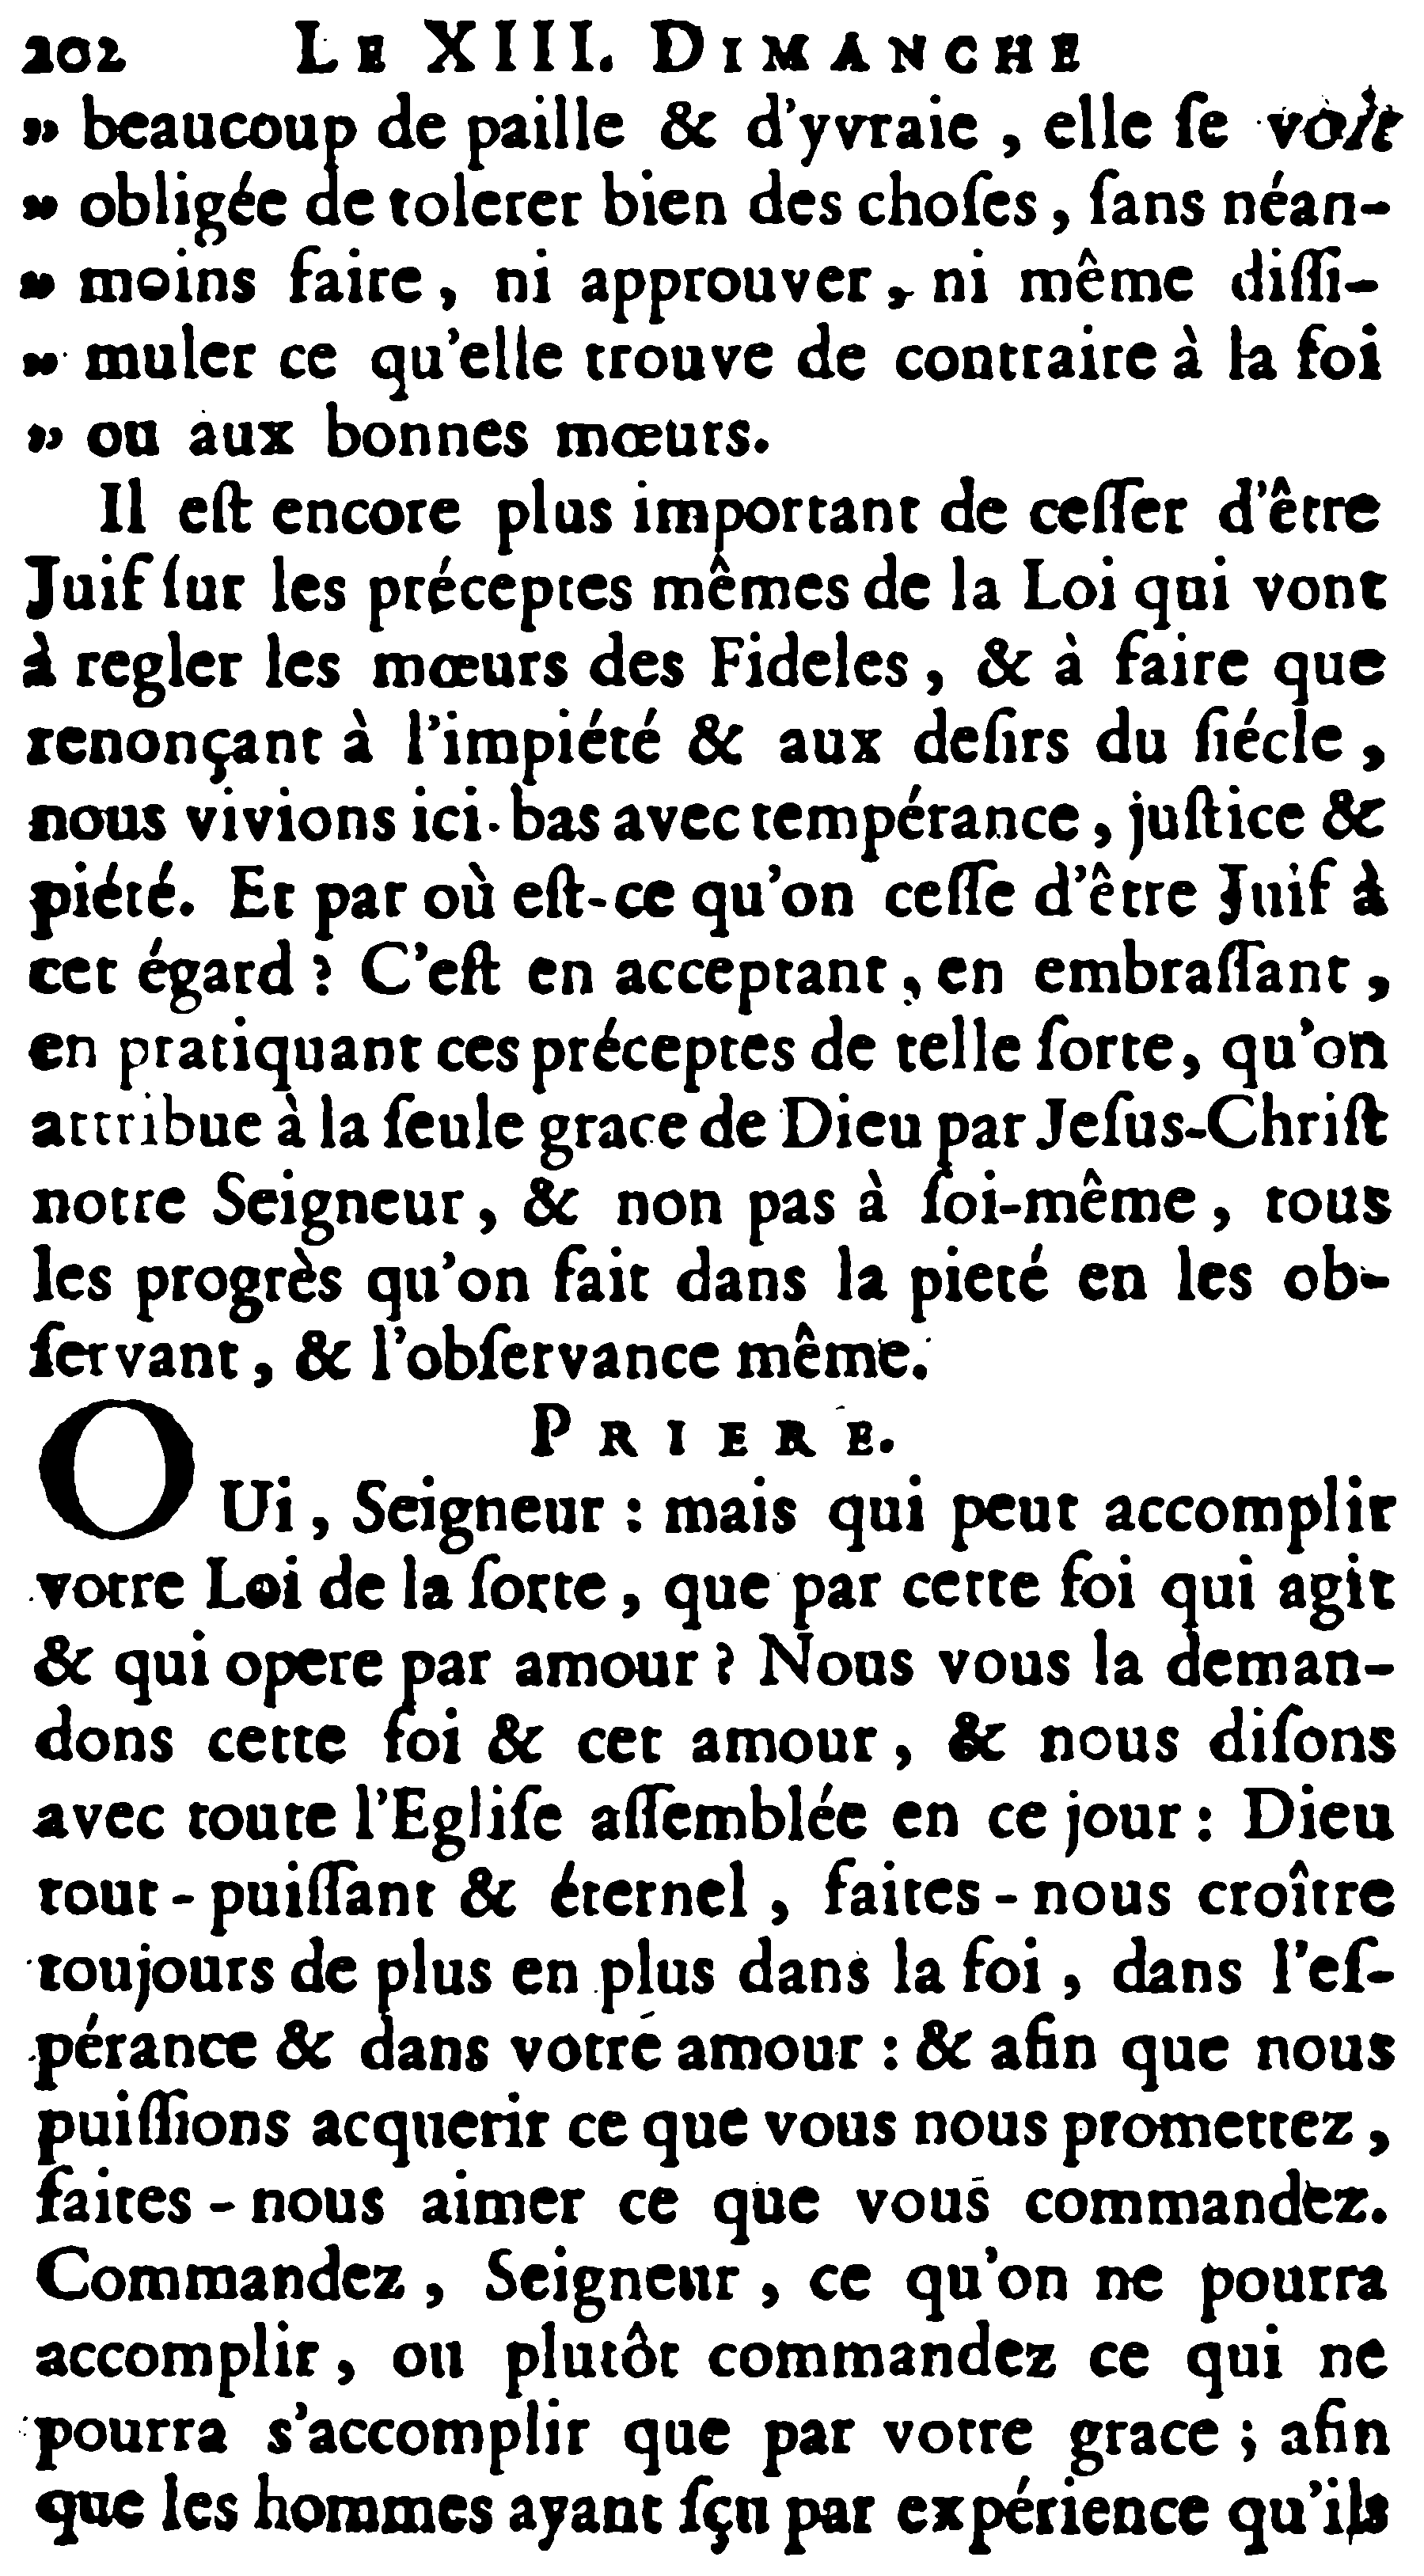 202 LE XIII. DIMANCHE
„ beaucoup de paille & d'yvraie , elle ſe voit
„ obligée de tolerer bien des choſes , ſans néan-
„ moins faire , ni approuver , ni même diſſi-
„ muler ce qu'elle trouve de contraire à la foi
„ ou aux bonnes mœurs.
Il eſt encore plus important de ceſſer d'être
Juif ſur les préceptes mêmes de la Loi qui vont
à regler les mœurs des Fideles , & à faire que
renonçant à l'impiété & aux deſirs du ſiécle ,
nous vivions ici-bas avec tempérance , juſtice &
piété. Et par où eſt-ce qu'on ceſſe d'être Juif à
cet égard ? C'eſt en acceptant , en embraſſant ,
en pratiquant ces préceptes de telle ſorte , qu'on
attribue à la ſeule grace de Dieu par Jeſus-Chriſt
notre Seigneur , & non pas à ſoi-même , tous
les progrès qu'on fait dans la pieté en les ob-
ſervant , & l'obſervance même.
PRIERE.
OUi , Seigneur : mais qui peut accomplir
votre Loi de la ſorte , que par cette foi qui agit
& qui opere par amour ? Nous vous la deman-
dons cette foi & cet amour , & nous diſons
avec toute l'Egliſe aſſemblée en ce jour : Dieu
tout-puiſſant & éternel , faites-nous croître
toujours de plus en plus dans la foi , dans l'eſ-
pérance & dans votre amour : & afin que nous
puiſſions acquerir ce que vous nous promettez ,
faites-nous aimer ce que vous commandez.
Commandez , Seigneur , ce qu'on ne pourra
accomplir , ou plutôt commandez ce qui ne
pourra s'accomplir que par votre grace ; afin
que les hommes ayant ſçu par expérience qu'ils